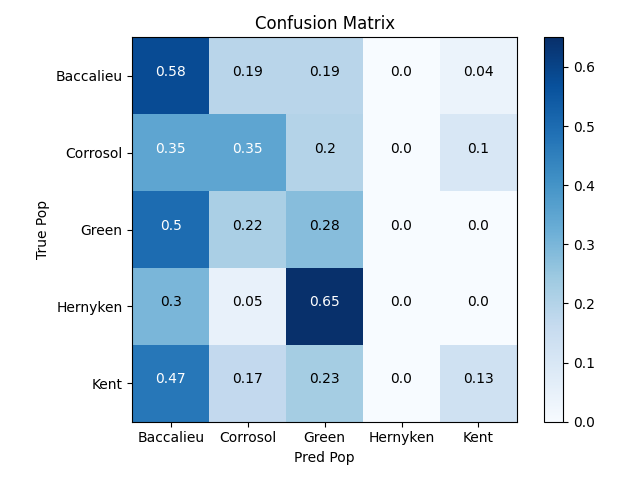 Confusion Matrix
Baccalieu 0.58 0.19 0.19 0.0 0.04
Corrosol 0.35 0.35 0.2 0.0 0.1
Green 0.5 0.22 0.28 0.0 0.0
Hernyken 0.3 0.05 0.65 0.0 0.0
Kent 0.47 0.17 0.23 0.0 0.13
Baccalieu Corrosol Green Hernyken Kent
Pred Pop
True Pop
0.6
0.5
0.4
0.3
0.2
0.1
0.0